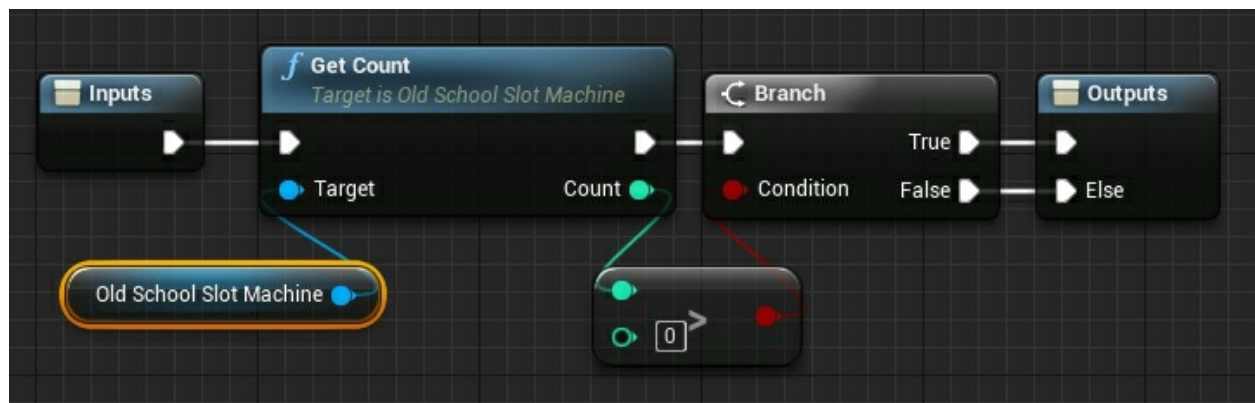 Inputs
f Get Count
Target is Old School Slot Machine
Target
Count
Branch
True
Condition
False
Outputs
Else
Old School Slot Machine
0
>